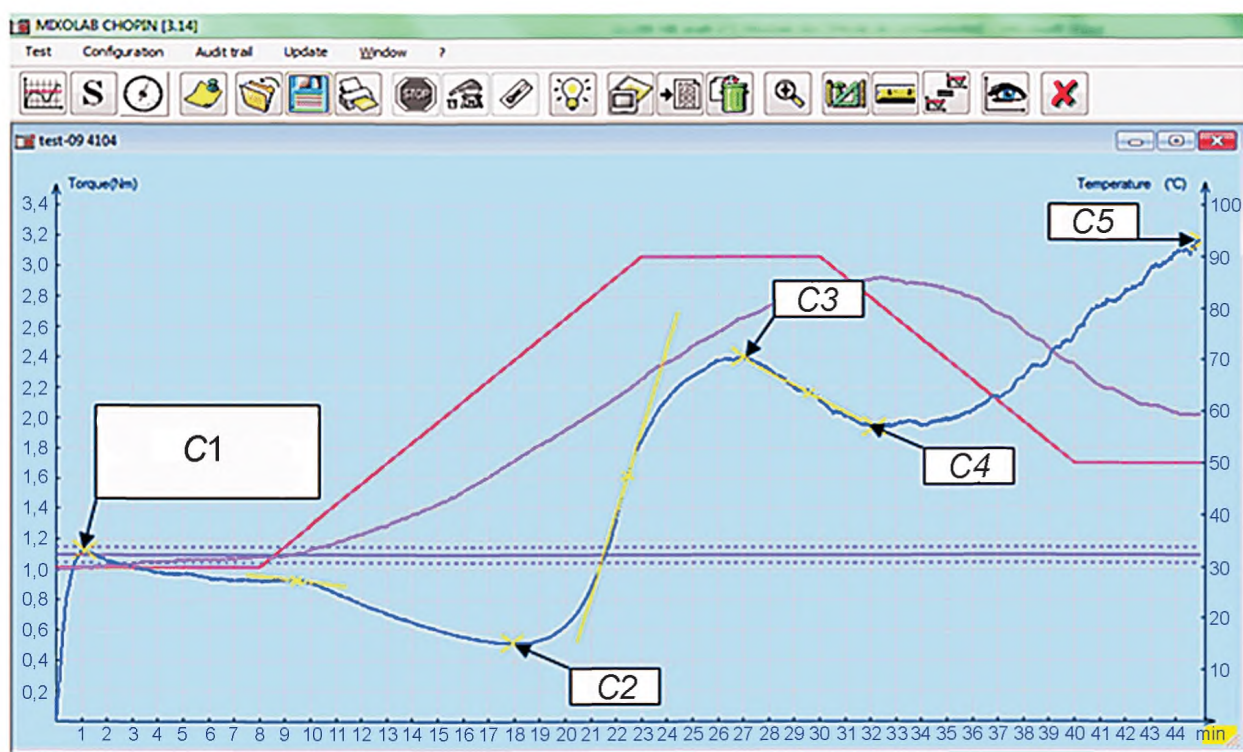 MIXOLAB CHOPIN [3.14]
Test Configuration Audit trail Update Window ?
S STOP
test-09 4104
Torque(Nm) Temperature (°C)
3,4 100
3,2 C5
3,0 90
2,8 C3 80
2,6
2,4 70
2,2
2,0 60
1,8 C1
1,6 C4 50
1,4
1,2 40
1,0 30
0,8
0,6 20
0,4 C2 10
0,2
1 2 3 4 5 6 7 8 9 10 11 12 13 14 15 16 17 18 19 20 21 22 23 24 25 26 27 28 29 30 31 32 33 34 35 36 37 38 39 40 41 42 43 44 min